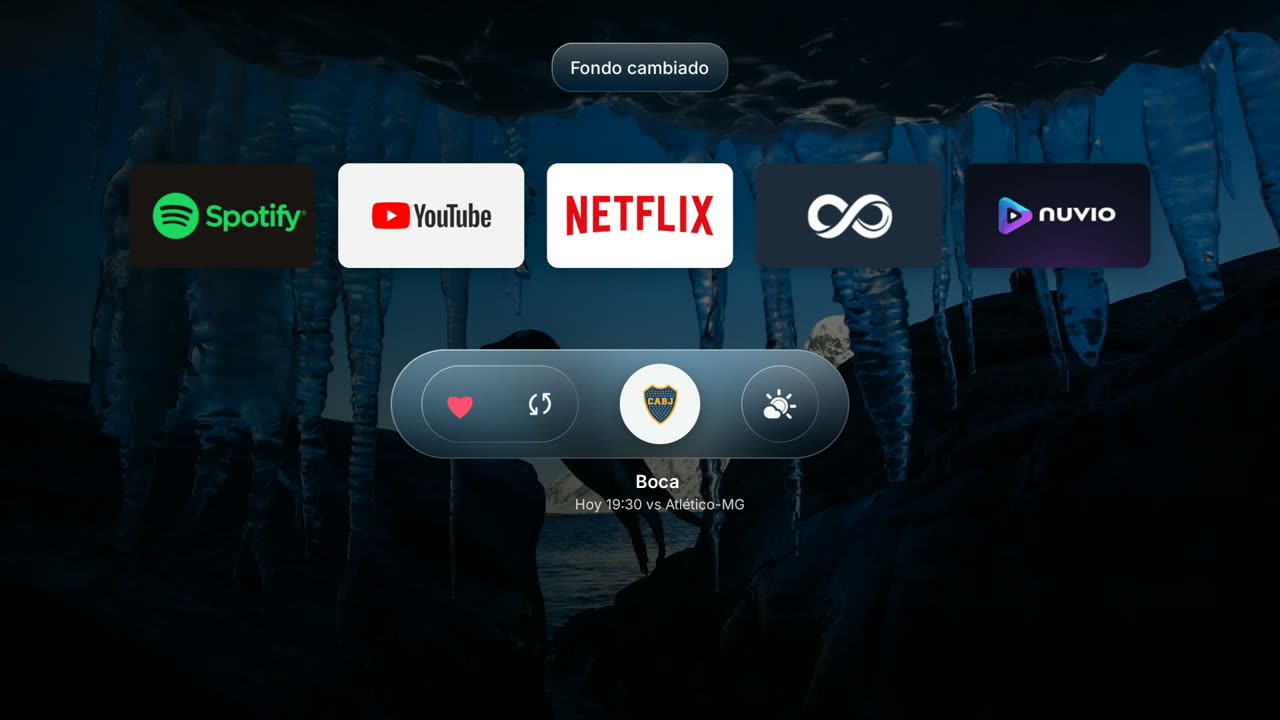 Fondo cambiado
Spotify
YouTube
NETFLIX
nuvio
CABJ
Boca
Hoy 19:30 vs Atlético-MG